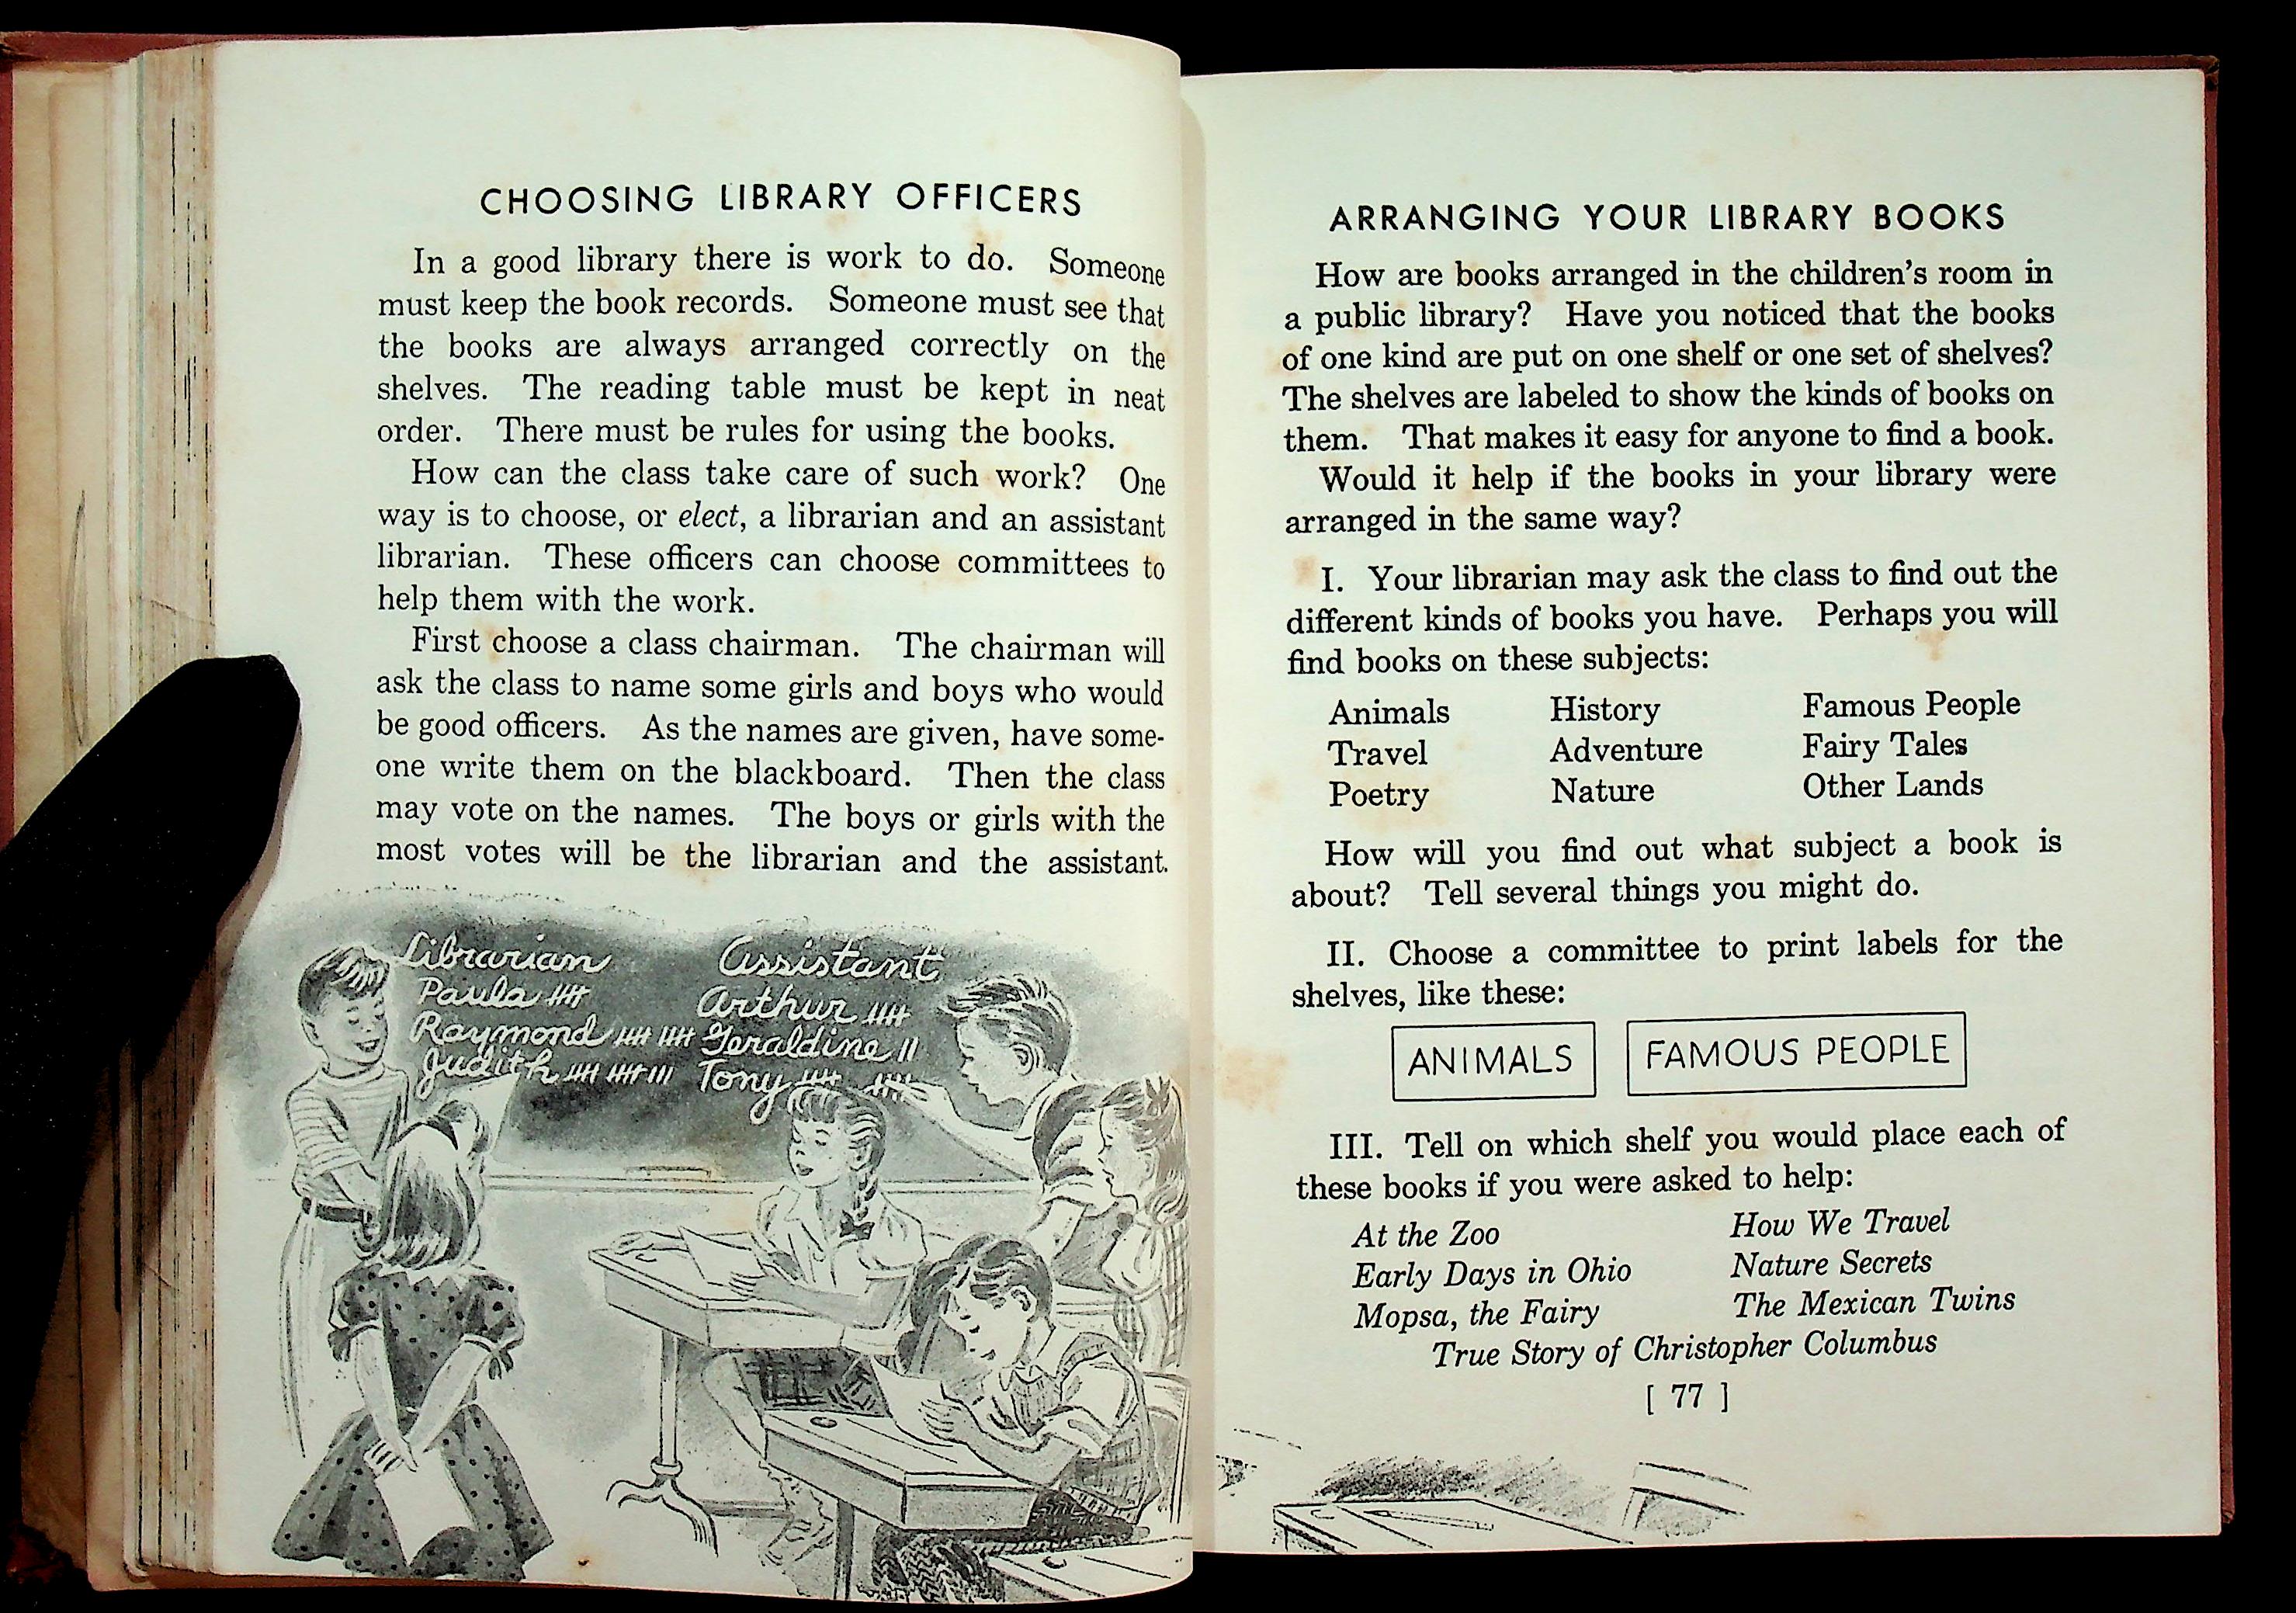 CHOOSING LIBRARY OFFICERS
In a good library there is work to do. Someone
must keep the book records. Someone must see that
the books are always arranged correctly on the
shelves. The reading table must be kept in neat
order. There must be rules for using the books.
How can the class take care of such work? One
way is to choose, or elect, a librarian and an assistant
librarian. These officers can choose committees to
help them with the work.
First choose a class chairman. The chairman will
ask the class to name some girls and boys who would
be good officers. As the names are given, have some-
one write them on the blackboard. Then the class
may vote on the names. The boys or girls with the
most votes will be the librarian and the assistant.
Librarian
Paula
Raymond
Judith
Assistant
Arthur
Geraldine
Tony
ARRANGING YOUR LIBRARY BOOKS
How are books arranged in the children's room in
a public library? Have you noticed that the books
of one kind are put on one shelf or one set of shelves?
The shelves are labeled to show the kinds of books on
them. That makes it easy for anyone to find a book.
Would it help if the books in your library were
arranged in the same way?
I. Your librarian may ask the class to find out the
different kinds of books you have. Perhaps you will
find books on these subjects:
Animals History Famous People
Travel Adventure Fairy Tales
Poetry Nature Other Lands
How will you find out what subject a book is
about? Tell several things you might do.
II. Choose a committee to print labels for the
shelves, like these:
ANIMALS FAMOUS PEOPLE
III. Tell on which shelf you would place each of
these books if you were asked to help:
At the Zoo How We Travel
Early Days in Ohio Nature Secrets
Mopsa, the Fairy The Mexican Twins
True Story of Christopher Columbus
[ 77 ]